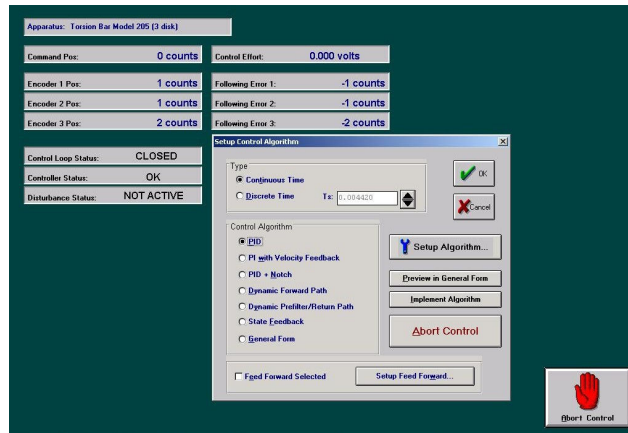 Apparatus: Torsion Bar Model 205 (3 disk)
Command Pos: 0 counts
Control Effort: 0.000 volts
Encoder 1 Pos: 1 counts
Following Error 1: -1 counts
Encoder 2 Pos: 1 counts
Following Error 2: -1 counts
Encoder 3 Pos: 2 counts
Following Error 3: -2 counts
Control Loop Status: CLOSED
Controller Status: OK
Disturbance Status: NOT ACTIVE
Setup Control Algorithm
Type
Continuous Time
Discrete Time Ts: 0.004420
OK
Cancel
Control Algorithm
PID
PI with Velocity Feedback
PID + Notch
Dynamic Forward Path
Dynamic Prefilter/Return Path
State Feedback
General Form
Setup Algorithm...
Preview in General Form
Implement Algorithm
Abort Control
Feed Forward Selected
Setup Feed Forward...
Abort Control